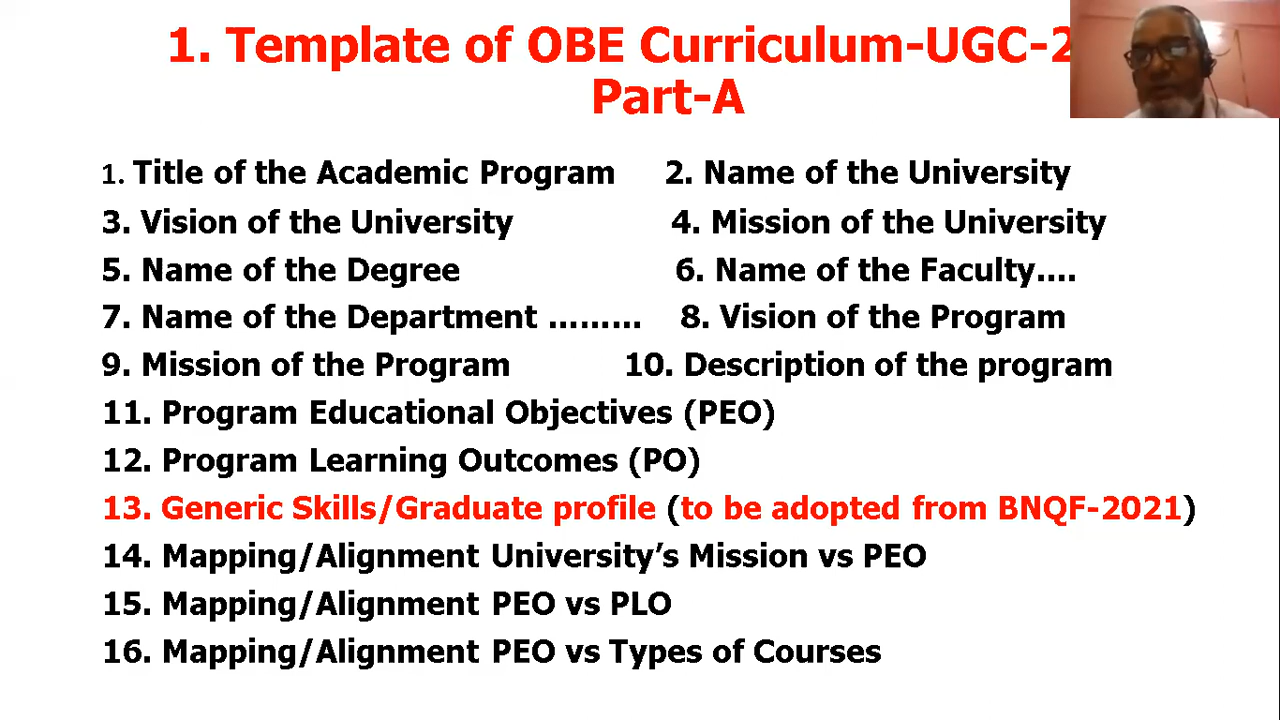 1. Template of OBE Curriculum-UGC-2
Part-A
1. Title of the Academic Program 2. Name of the University
3. Vision of the University 4. Mission of the University
5. Name of the Degree 6. Name of the Faculty....
7. Name of the Department ......... 8. Vision of the Program
9. Mission of the Program 10. Description of the program
11. Program Educational Objectives (PEO)
12. Program Learning Outcomes (PO)
13. Generic Skills/Graduate profile (to be adopted from BNQF-2021)
14. Mapping/Alignment University’s Mission vs PEO
15. Mapping/Alignment PEO vs PLO
16. Mapping/Alignment PEO vs Types of Courses